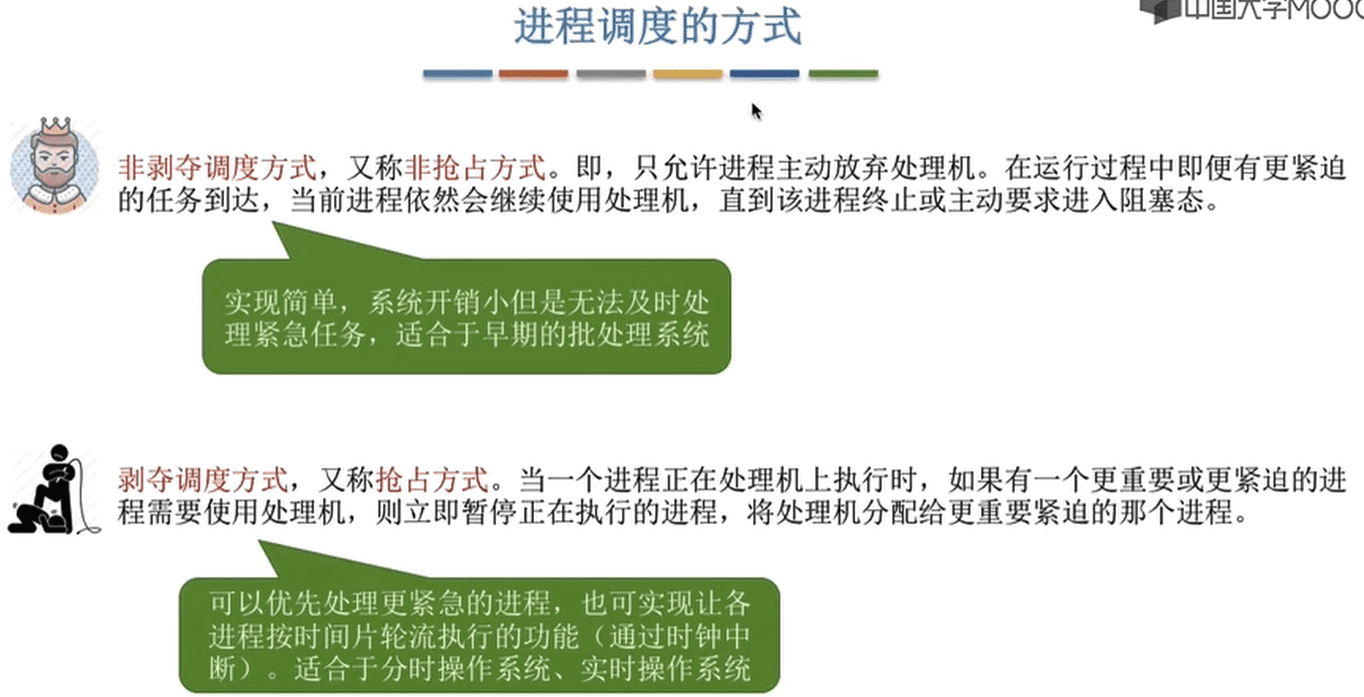 进程调度的方式
中国大学MOOC
非剥夺调度方式，又称非抢占方式。即，只允许进程主动放弃处理机。在运行过程中即便有更紧迫
的任务到达，当前进程依然会继续使用处理机，直到该进程终止或主动要求进入阻塞态。
实现简单，系统开销小但是无法及时处
理紧急任务，适合于早期的批处理系统
剥夺调度方式，又称抢占方式。当一个进程正在处理机上执行时，如果有一个更重要或更紧迫的进
程需要使用处理机，则立即暂停正在执行的进程，将处理机分配给更重要紧迫的那个进程。
可以优先处理更紧急的进程，也可实现让各
进程按时间片轮流执行的功能（通过时钟中
断）。适合于分时操作系统、实时操作系统